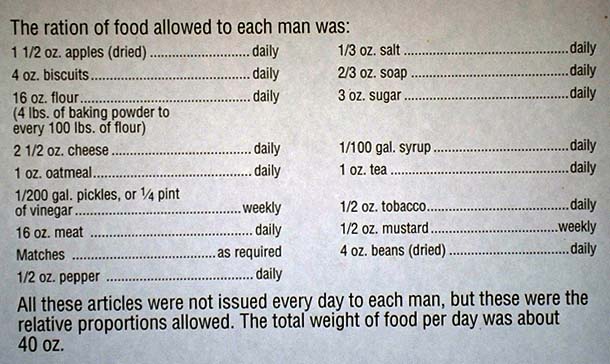 The ration of food allowed to each man was:
1 1/2 oz. apples (dried) ........................ daily
4 oz. biscuits ........................................ daily
16 oz. flour ........................................... daily
(4 lbs. of baking powder to
every 100 lbs. of flour)
2 1/2 oz. cheese ................................... daily
1 oz. oatmeal ........................................ daily
1/200 gal. pickles, or 1/4 pint
of vinegar ......................................... weekly
16 oz. meat ......................................... daily
Matches ................................... as required
1/2 oz. pepper .................................... daily
1/3 oz. salt ......................................... daily
2/3 oz. soap ........................................ daily
3 oz. sugar .......................................... daily
1/100 gal. syrup .................................. daily
1 oz. tea .............................................. daily
1/2 oz. tobacco ................................... daily
1/2 oz. mustard ............................... weekly
4 oz. beans (dried) ............................. daily
All these articles were not issued every day to each man, but these were the
relative proportions allowed. The total weight of food per day was about
40 oz.